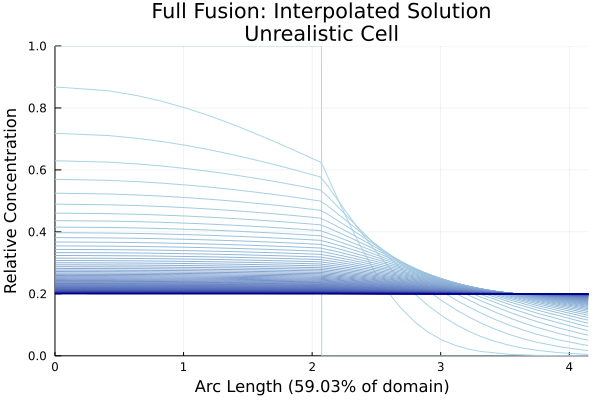 Full Fusion: Interpolated Solution
Unrealistic Cell
Relative Concentration
1.0
0.8
0.6
0.4
0.2
0.0
0 1 2 3 4
Arc Length (59.03% of domain)